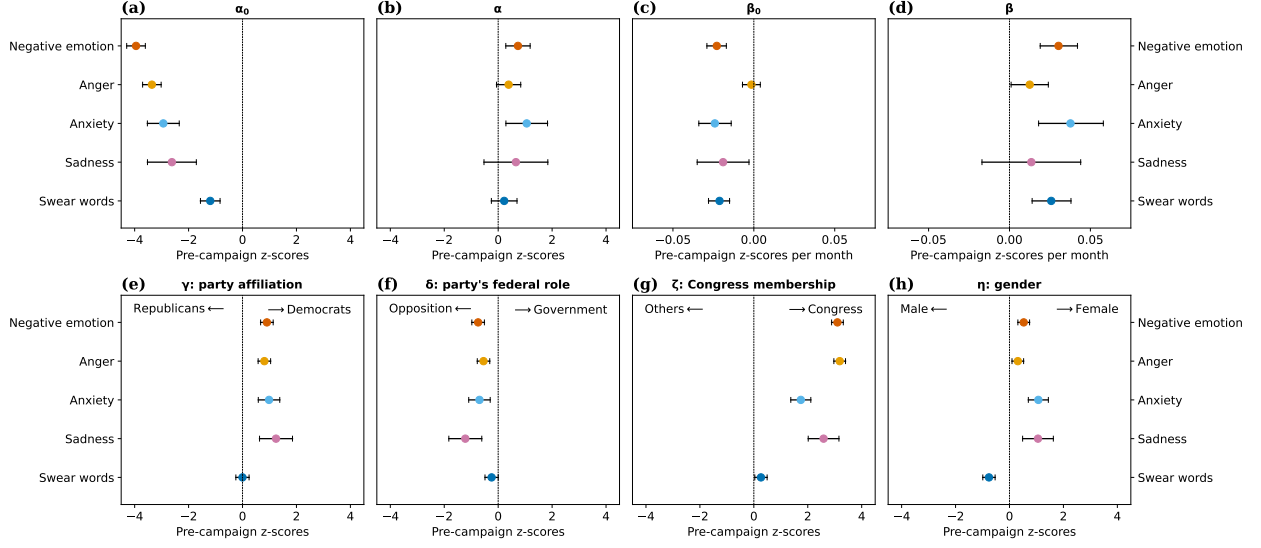 (a) α₀
(b) α
(c) β₀
(d) β
Negative emotion
Anger
Anxiety
Sadness
Swear words
Negative emotion
Anger
Anxiety
Sadness
Swear words
−4 −2 0 2 4
−4 −2 0 2 4
−0.05 0.00 0.05
−0.05 0.00 0.05
Pre-campaign z-scores
Pre-campaign z-scores
Pre-campaign z-scores per month
Pre-campaign z-scores per month
(e) γ: party affiliation
(f) δ: party's federal role
(g) ζ: Congress membership
(h) η: gender
Republicans ← → Democrats
Opposition ← → Government
Others ← → Congress
Male ← → Female
Negative emotion
Anger
Anxiety
Sadness
Swear words
Negative emotion
Anger
Anxiety
Sadness
Swear words
−4 −2 0 2 4
−4 −2 0 2 4
−4 −2 0 2 4
−4 −2 0 2 4
Pre-campaign z-scores
Pre-campaign z-scores
Pre-campaign z-scores
Pre-campaign z-scores